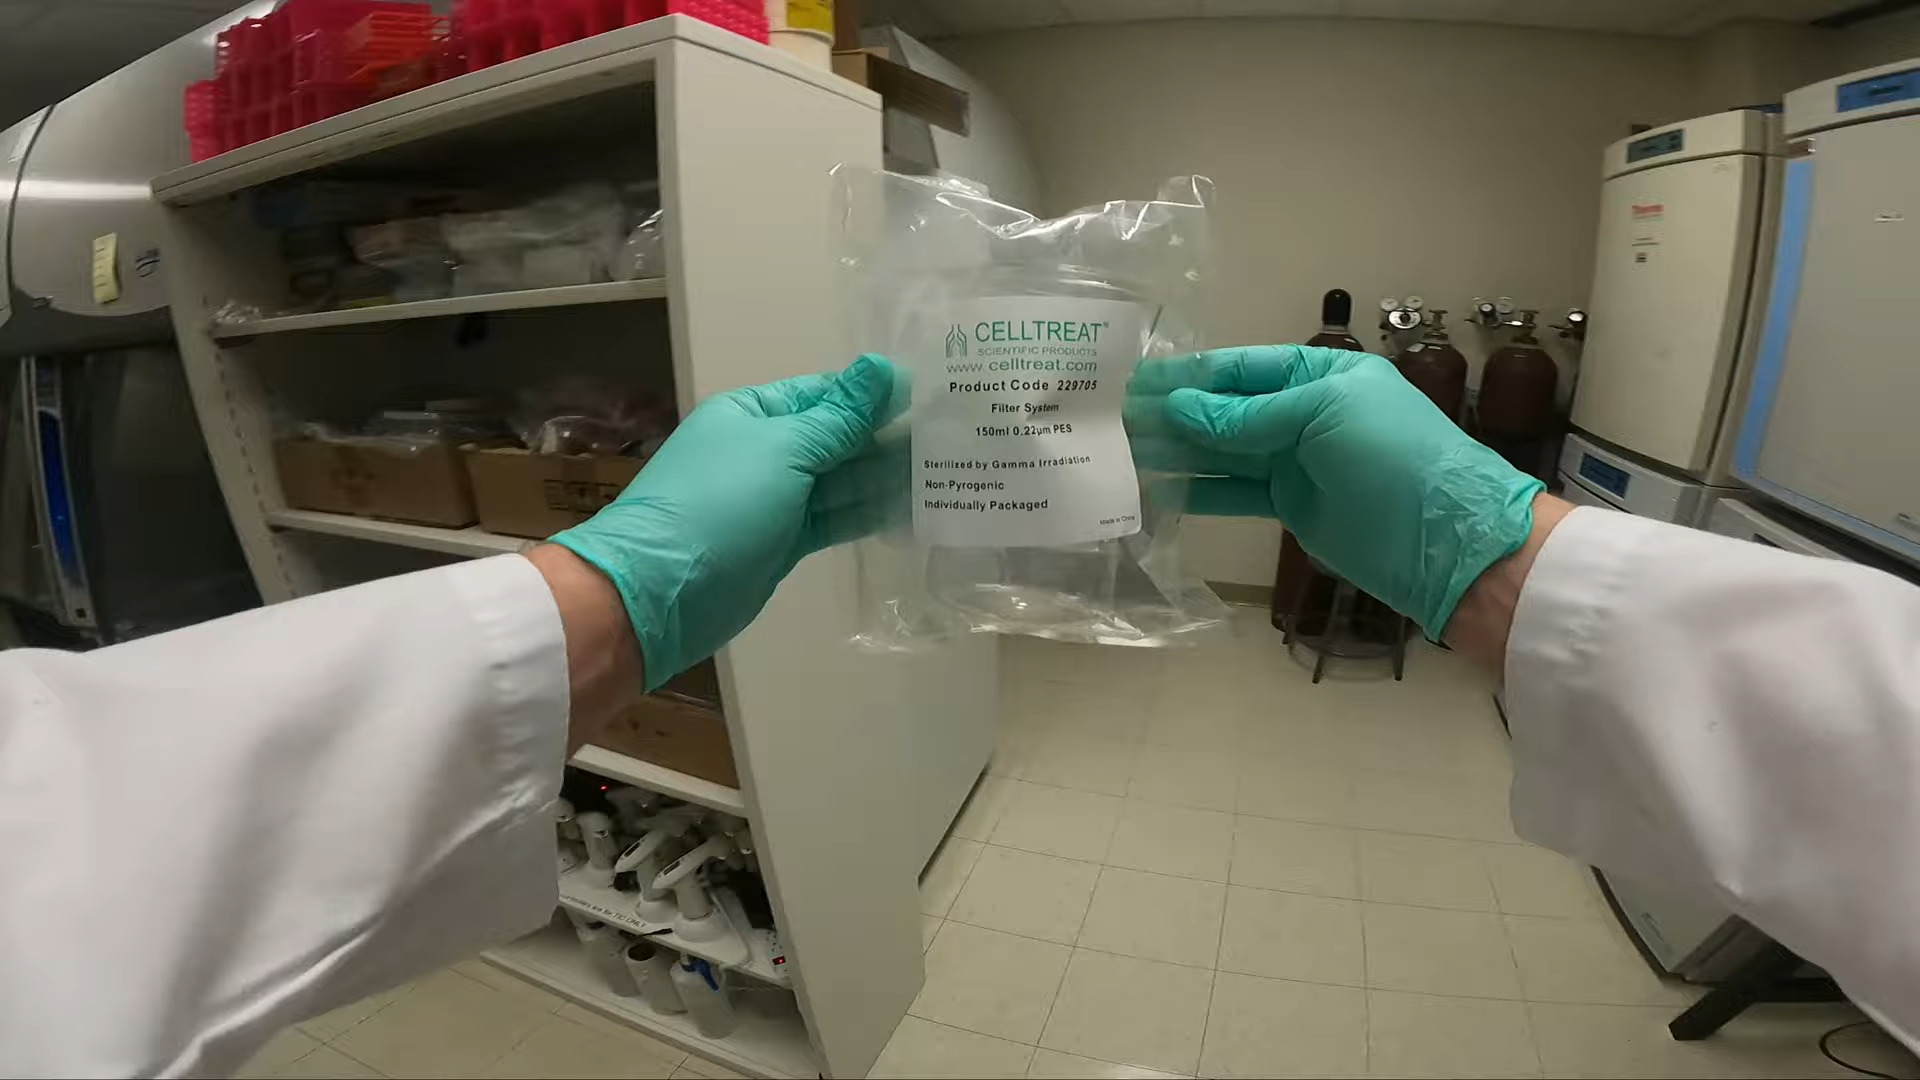 CELLTREAT®
SCIENTIFIC PRODUCTS
www.celltreat.com
Product Code 229705
Filter System
150ml 0.22µm PES
Sterilized by Gamma Irradiation
Non-Pyrogenic
Individually Packaged
Made in China
Thermo